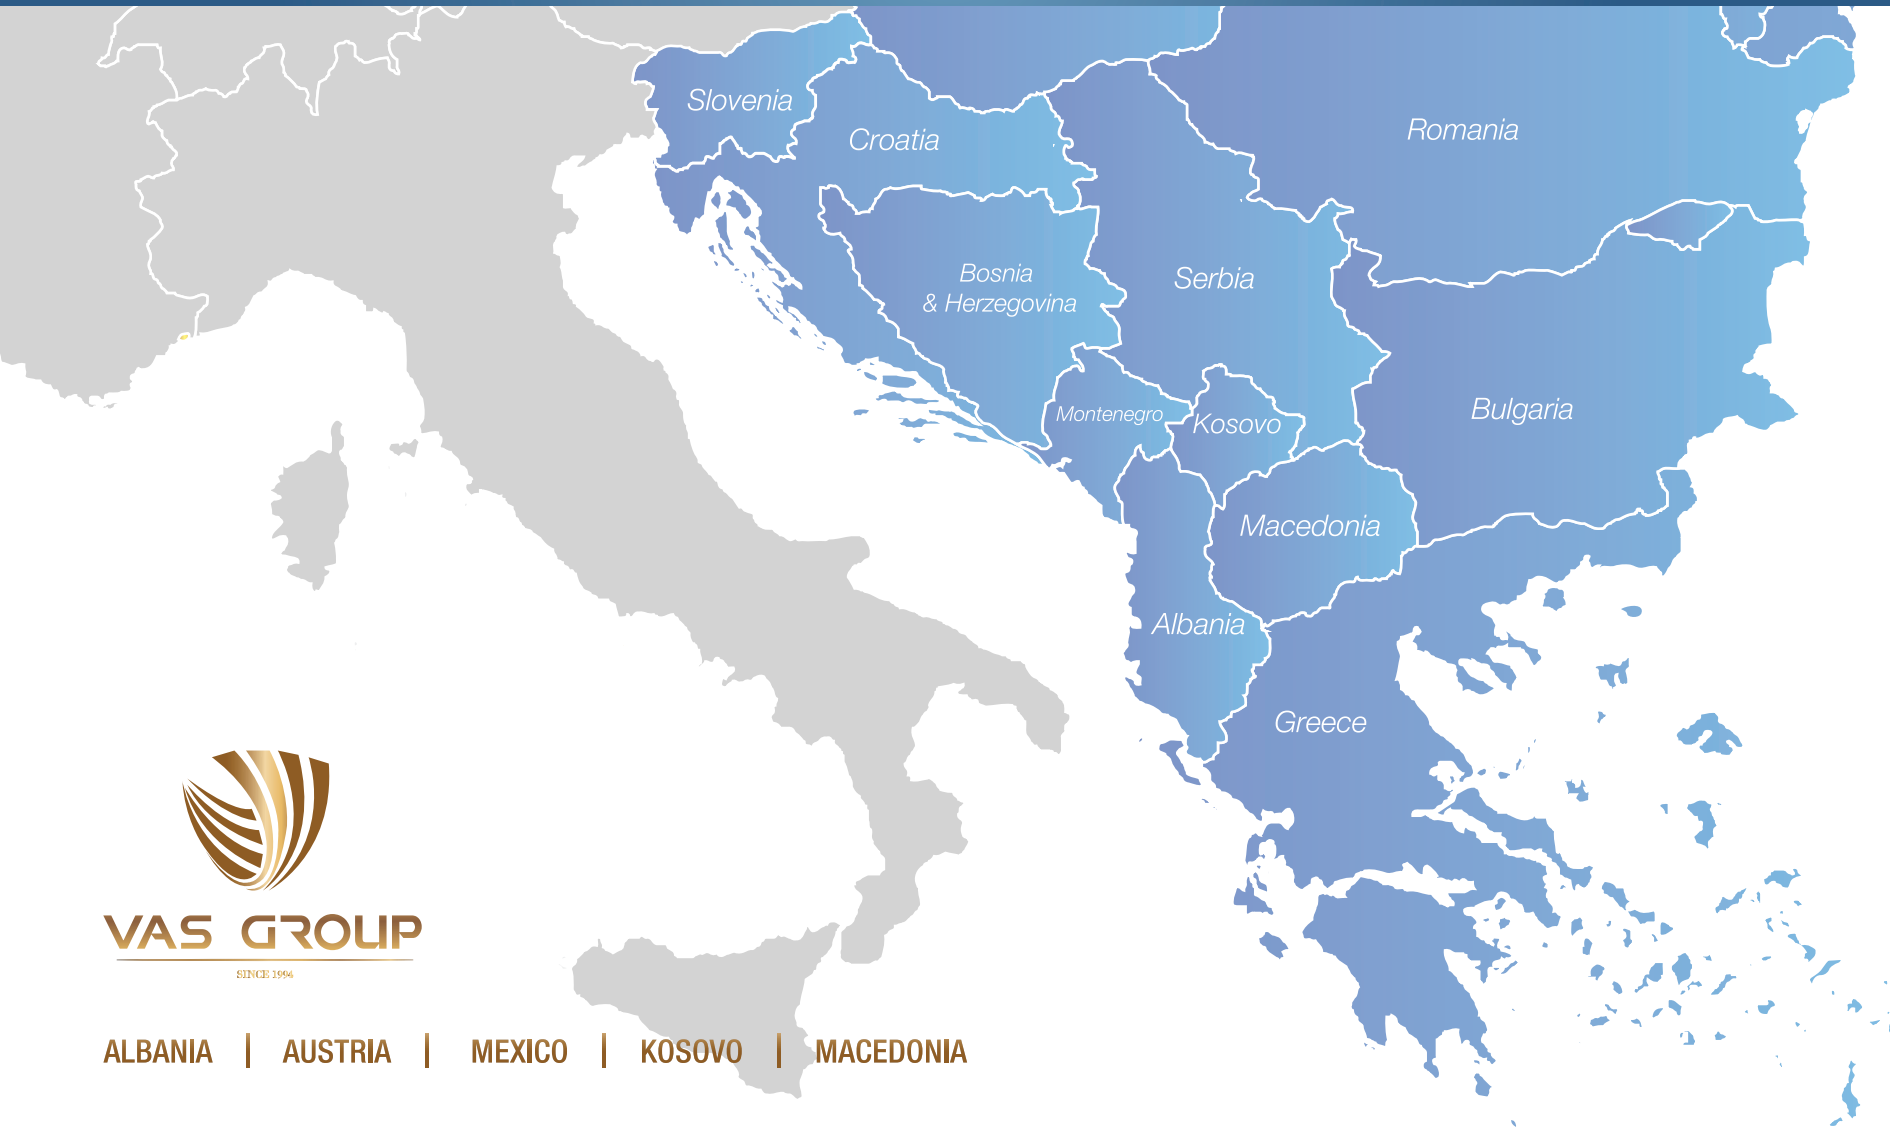 Slovenia
Croatia
Romania
Bosnia
& Herzegovina
Serbia
Montenegro
Kosovo
Bulgaria
Macedonia
Albania
Greece
VAS GROUP
SINCE 1994
ALBANIA | AUSTRIA | MEXICO | KOSOVO | MACEDONIA